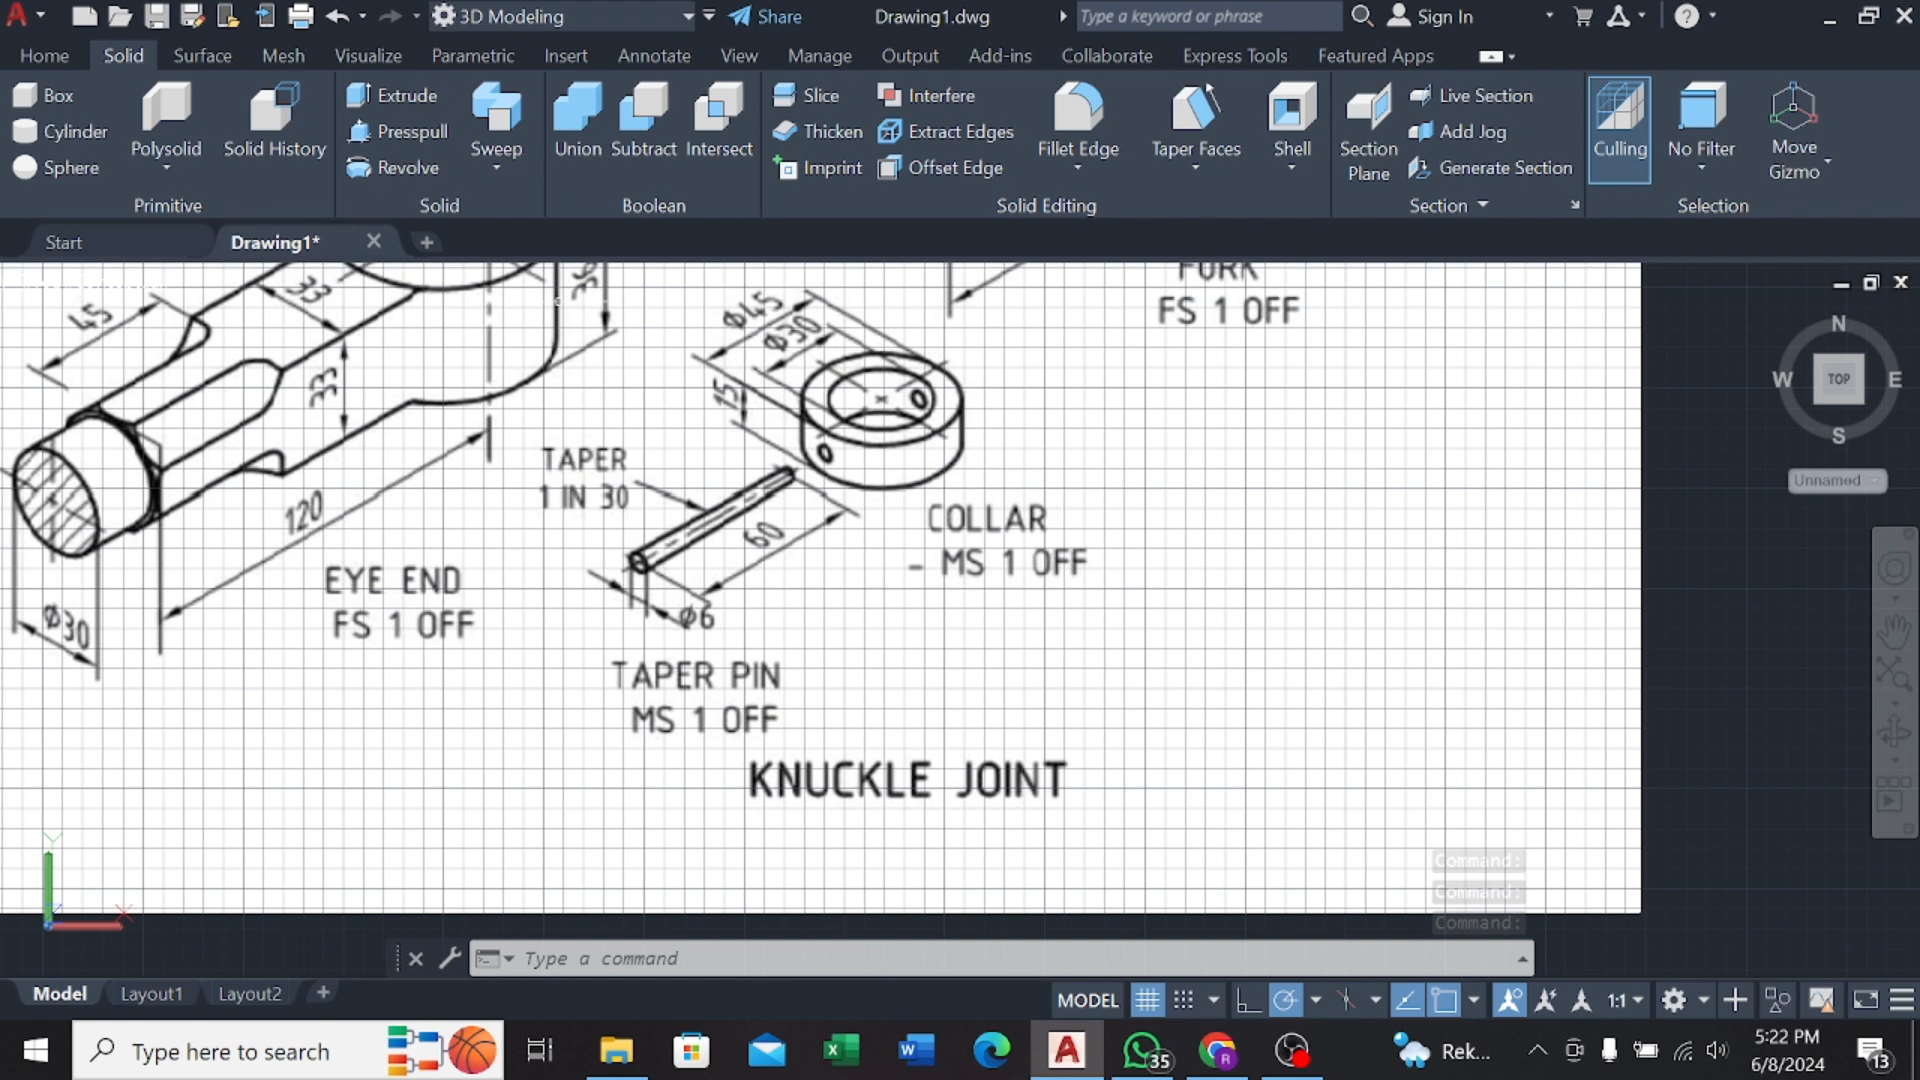 3D Modeling
Share
Drawing1.dwg
Type a keyword or phrase
Sign In
Home Solid Surface Mesh Visualize Parametric Insert Annotate View Manage Output Add-ins Collaborate Express Tools Featured Apps
Box
Cylinder
Sphere
Polysolid
Solid History
Primitive
Extrude
Presspull
Revolve
Sweep
Solid
Union
Subtract
Intersect
Boolean
Slice
Thicken
Imprint
Interfere
Extract Edges
Offset Edge
Fillet Edge
Taper Faces
Shell
Solid Editing
Section
Plane
Live Section
Add Jog
Generate Section
Section
Culling
No Filter
Move
Gizmo
Selection
Start
Drawing1*
45
33
33
120
Ø30
EYE END
FS 1 OFF
Ø45
Ø30
15
TAPER
1 IN 30
60
Ø6
COLLAR
- MS 1 OFF
TAPER PIN
MS 1 OFF
FORK
FS 1 OFF
KNUCKLE JOINT
N
W
TOP
E
S
Unnamed
Y
X
Command:
Command:
Command:
Type a command
Model
Layout1
Layout2
MODEL
1:1
Type here to search
35
R
Rek...
5:22 PM
6/8/2024
13